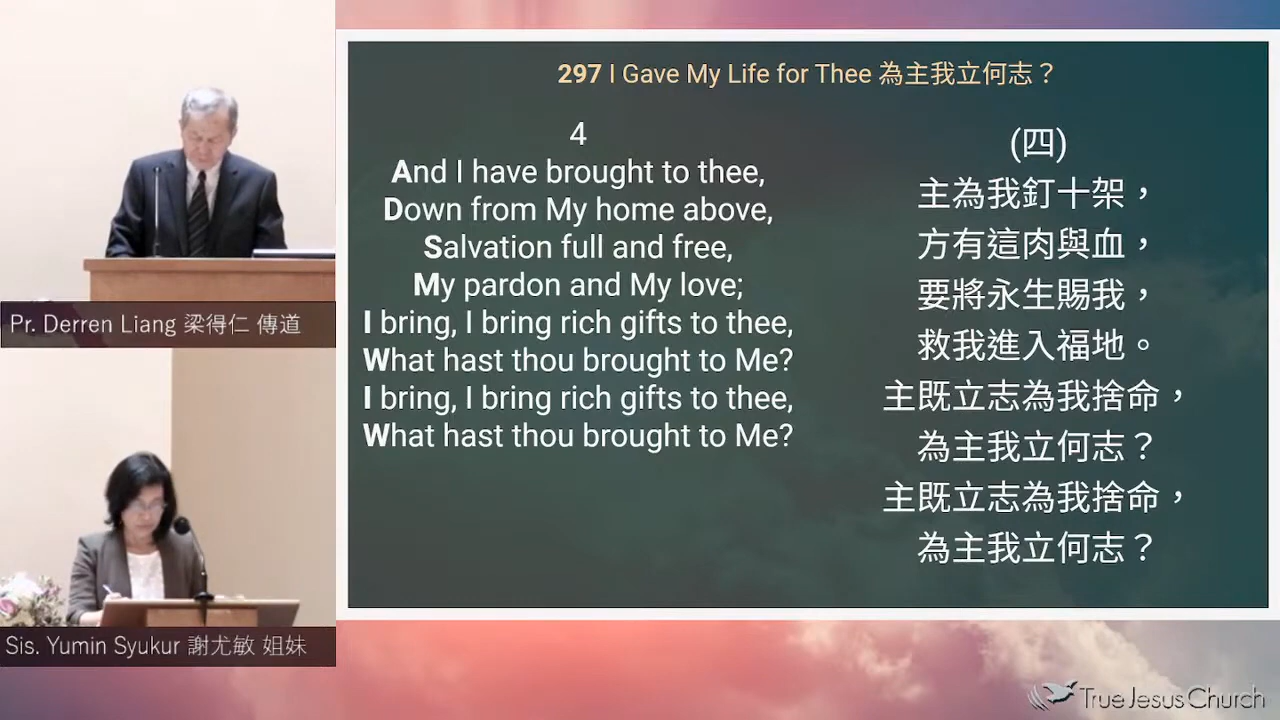 297 I Gave My Life for Thee 為主我立何志？
4
And I have brought to thee,
Down from My home above,
Salvation full and free,
My pardon and My love;
I bring, I bring rich gifts to thee,
What hast thou brought to Me?
I bring, I bring rich gifts to thee,
What hast thou brought to Me?
(四)
主為我釘十架，
方有這肉與血，
要將永生賜我，
救我進入福地。
主既立志為我捨命，
為主我立何志？
主既立志為我捨命，
為主我立何志？
Pr. Derren Liang 梁得仁 傳道
Sis. Yumin Syukur 謝尤敏 姐妹
True Jesus Church